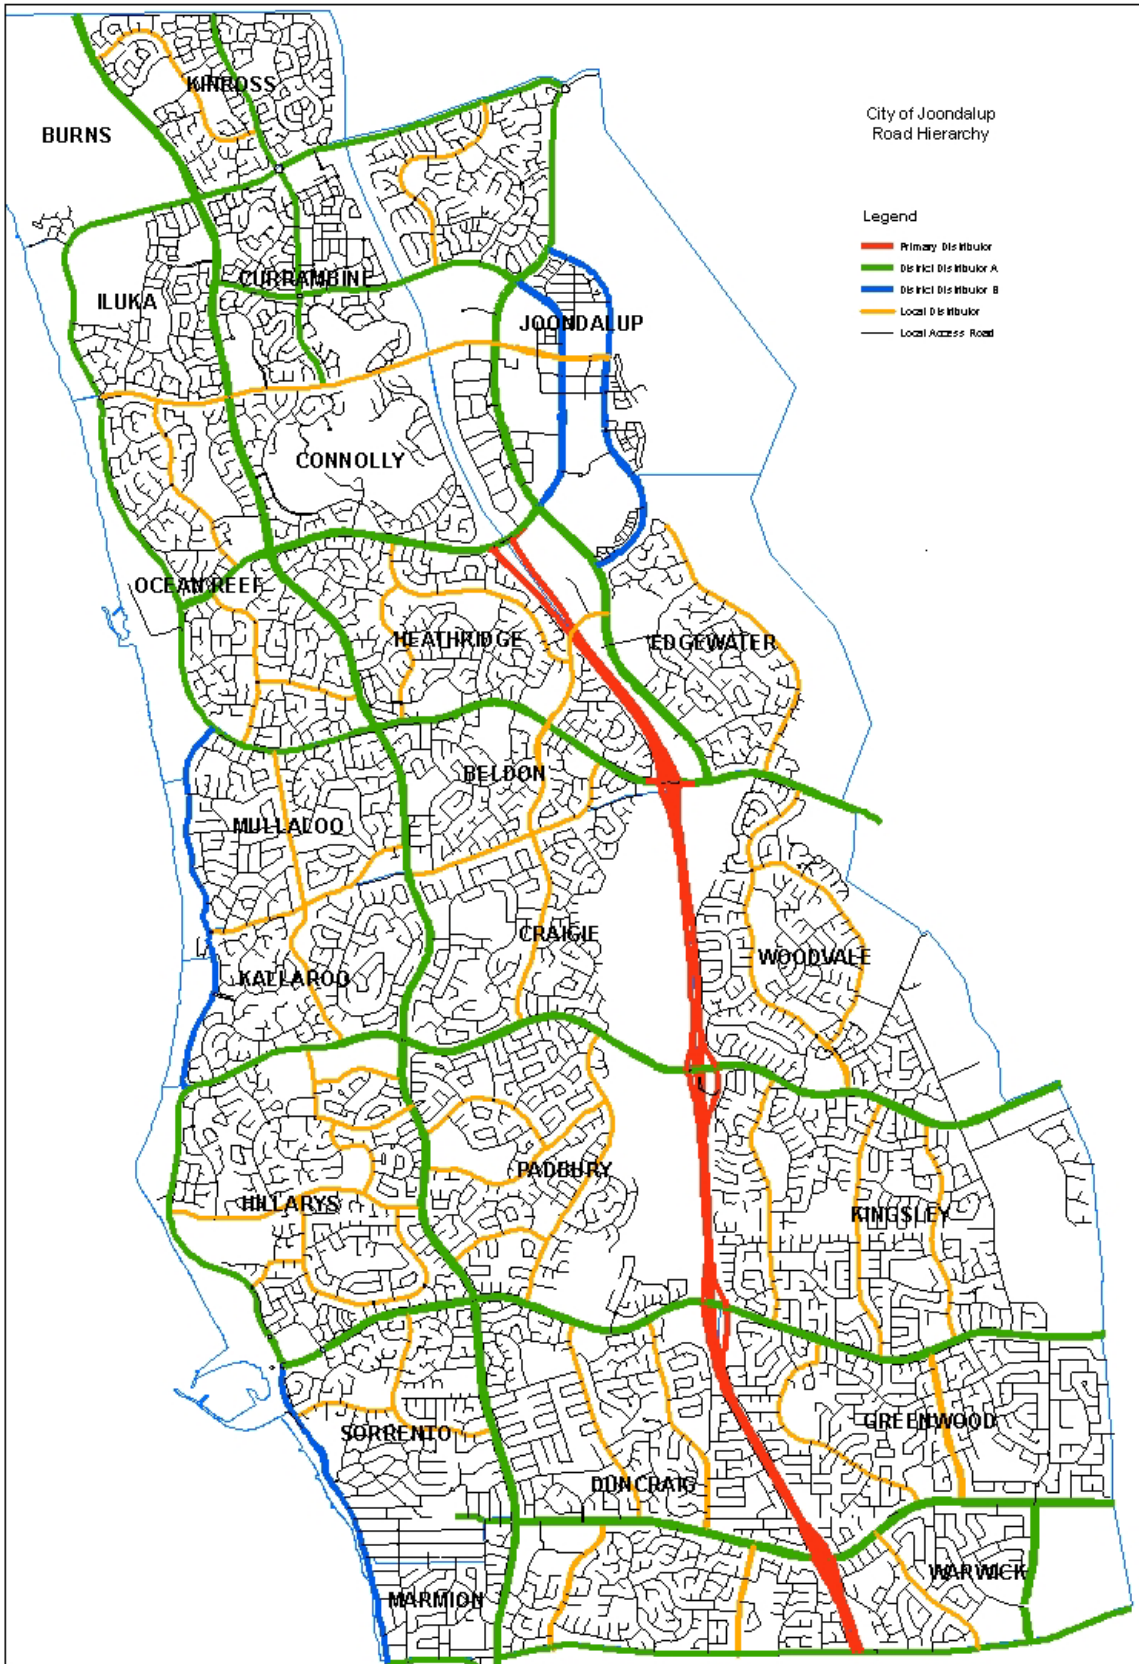 KINROSS
BURNS
City of Joondalup
Road Hierarchy
Legend
Primary Distributor
District Distributor A
District Distributor B
Local Distributor
Local Access Road
CURRAMBINE
ILUKA
JOONDALUP
CONNOLLY
OCEAN REEF
HEATHRIDGE
EDGEWATER
BELDON
MULLALOO
CRAIGIE
WOODVALE
KALLAROO
PADBURY
HILLARYS
KINGSLEY
GREENWOOD
SORRENTO
DUNCRAIG
WARWICK
MARMION